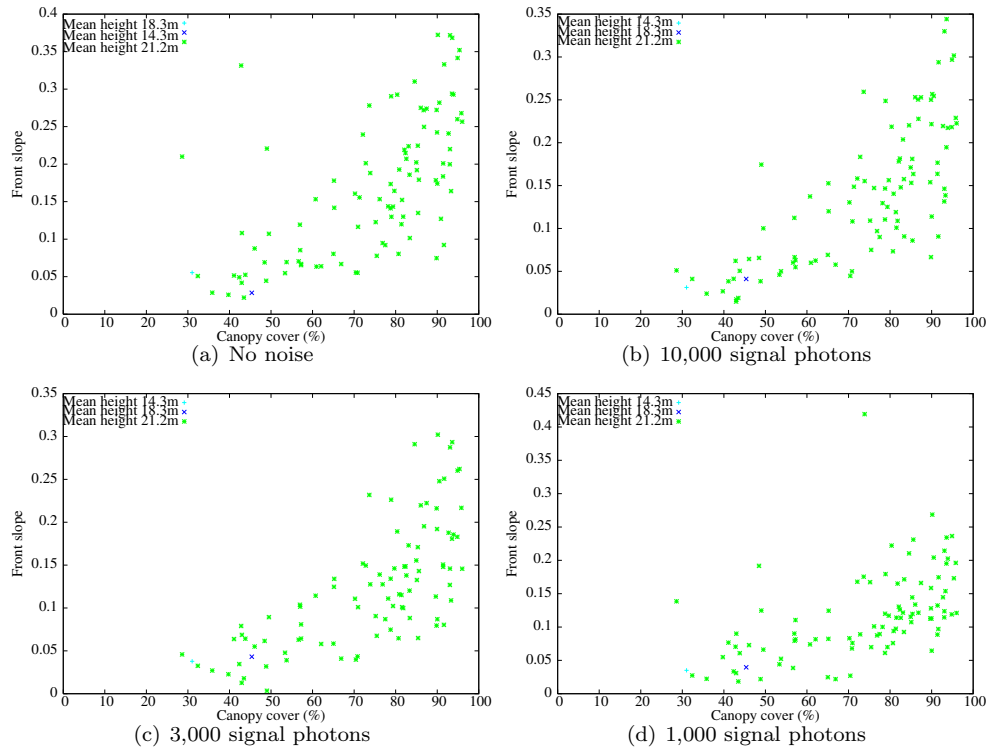 0.4
0.35
0.3
0.25
0.2
0.15
0.1
0.05
0
Front slope
Mean height 18.3m
Mean height 14.3m
Mean height 21.2m
0 10 20 30 40 50 60 70 80 90 100
Canopy cover (%)
(a) No noise
0.35
0.3
0.25
0.2
0.15
0.1
0.05
0
Front slope
Mean height 14.3m
Mean height 18.3m
Mean height 21.2m
0 10 20 30 40 50 60 70 80 90 100
Canopy cover (%)
(b) 10,000 signal photons
0.35
0.3
0.25
0.2
0.15
0.1
0.05
0
Front slope
Mean height 14.3m
Mean height 18.3m
Mean height 21.2m
0 10 20 30 40 50 60 70 80 90 100
Canopy cover (%)
(c) 3,000 signal photons
0.45
0.4
0.35
0.3
0.25
0.2
0.15
0.1
0.05
0
Front slope
Mean height 14.3m
Mean height 18.3m
Mean height 21.2m
0 10 20 30 40 50 60 70 80 90 100
Canopy cover (%)
(d) 1,000 signal photons